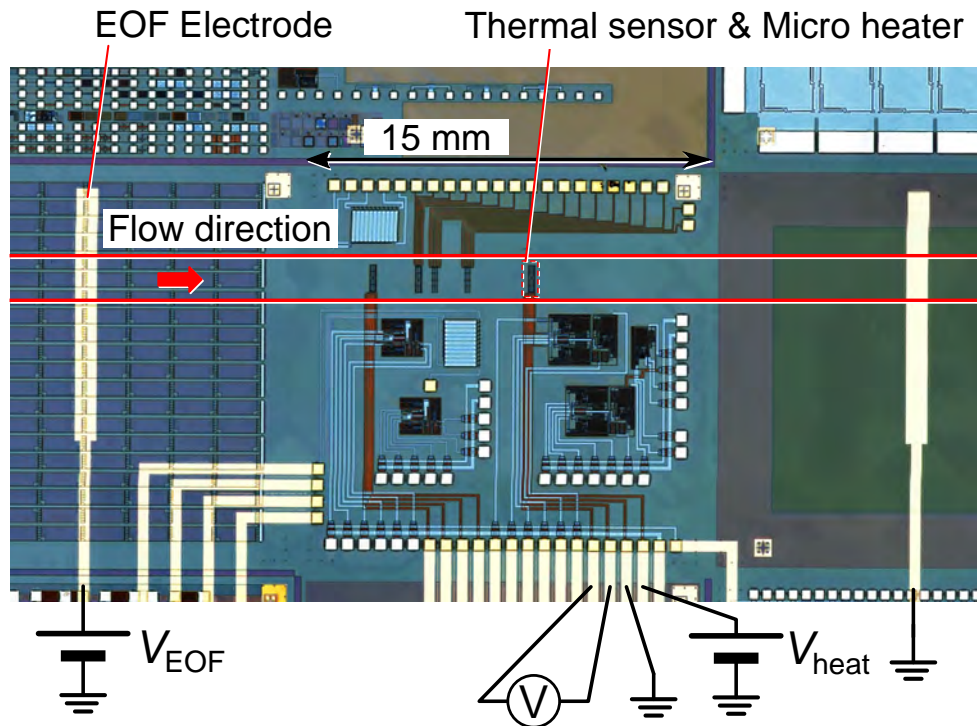 EOF Electrode
Thermal sensor & Micro heater
15 mm
Flow direction
VEOF
V
Vheat